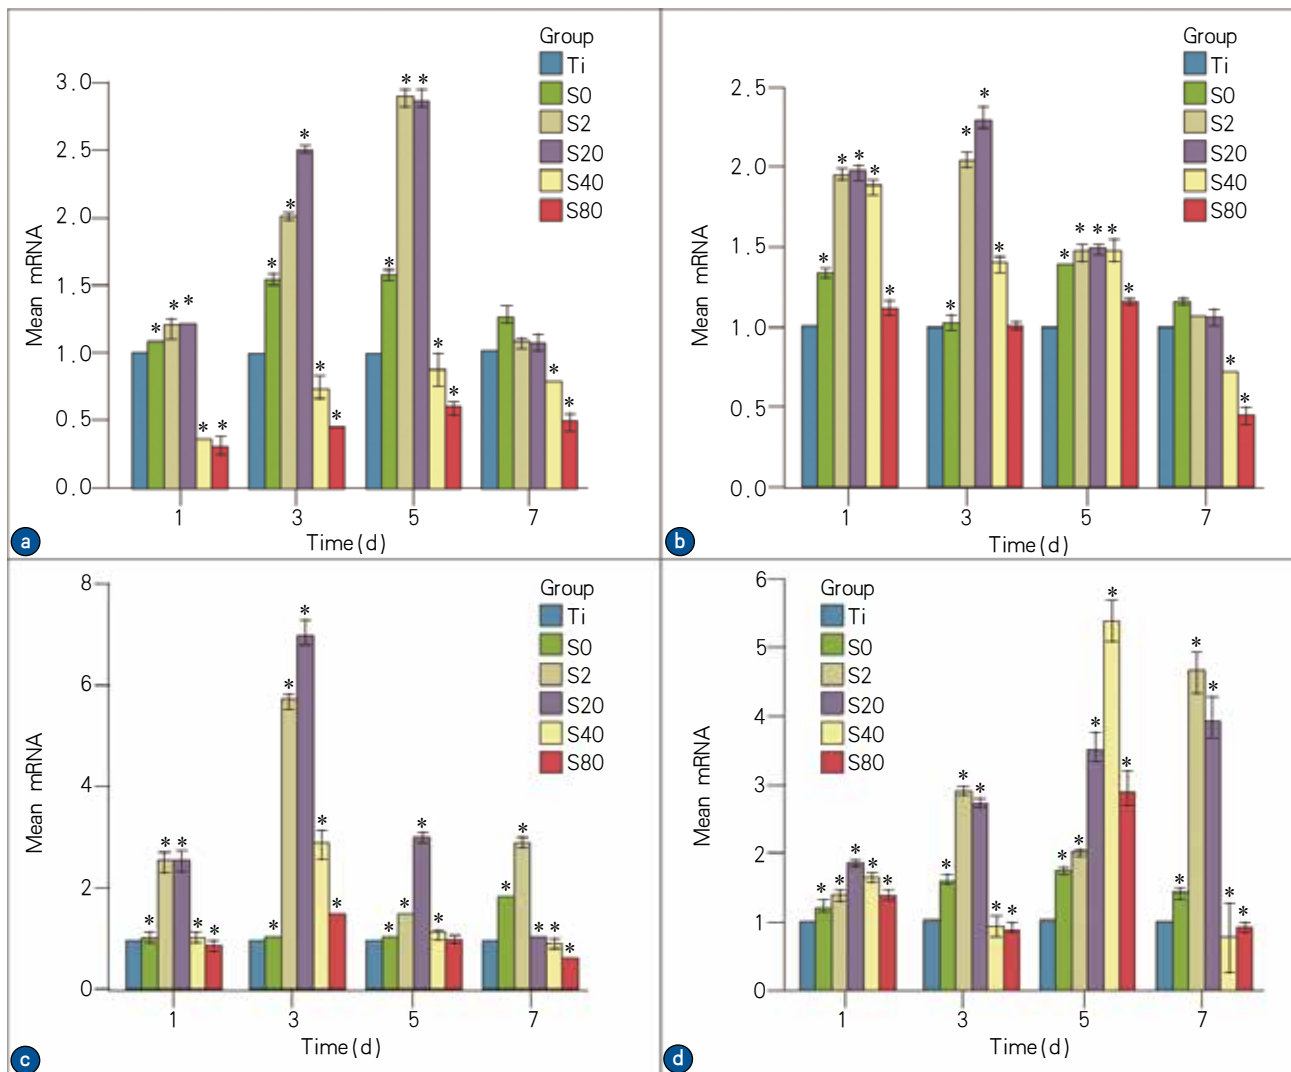 Group
Ti
S0
S2
S20
S40
S80
Mean mRNA
3.0
2.5
2.0
1.5
1.0
0.5
0.0
* * * * *
* * * * *
* * * * *
* *
1 3 5 7
Time(d)
a
Group
Ti
S0
S2
S20
S40
S80
Mean mRNA
2.5
2.0
1.5
1.0
0.5
0.0
* * * * *
* * * *
* * * * *
* *
1 3 5 7
Time(d)
b
Group
Ti
S0
S2
S20
S40
S80
Mean mRNA
8
6
4
2
0
* * * * *
* * * * *
* * * *
* * * * *
1 3 5 7
Time(d)
c
Group
Ti
S0
S2
S20
S40
S80
Mean mRNA
6
5
4
3
2
1
0
* * * * *
* * * * *
* * * * *
* * * * *
1 3 5 7
Time(d)
d